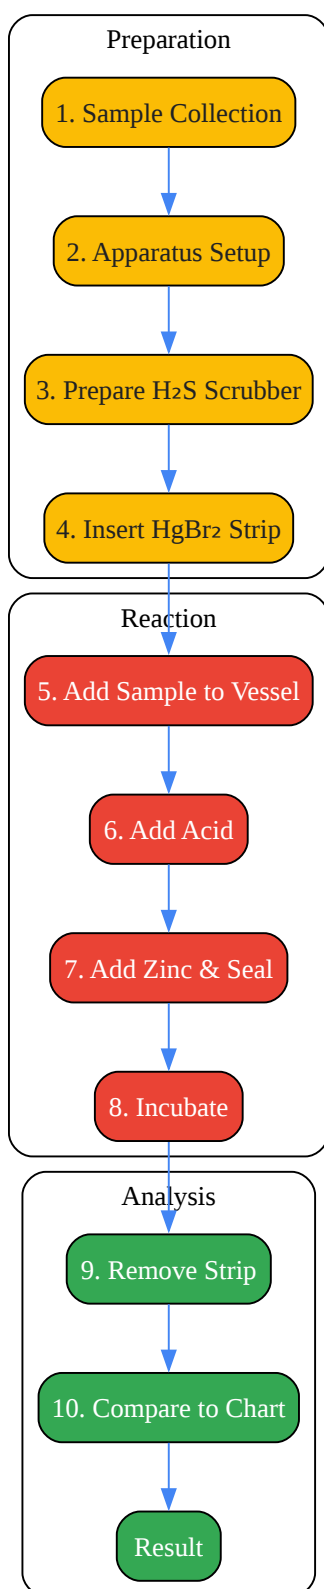 Preparation
1. Sample Collection
2. Apparatus Setup
3. Prepare H₂S Scrubber
4. Insert HgBr₂ Strip
Reaction
5. Add Sample to Vessel
6. Add Acid
7. Add Zinc & Seal
8. Incubate
Analysis
9. Remove Strip
10. Compare to Chart
Result